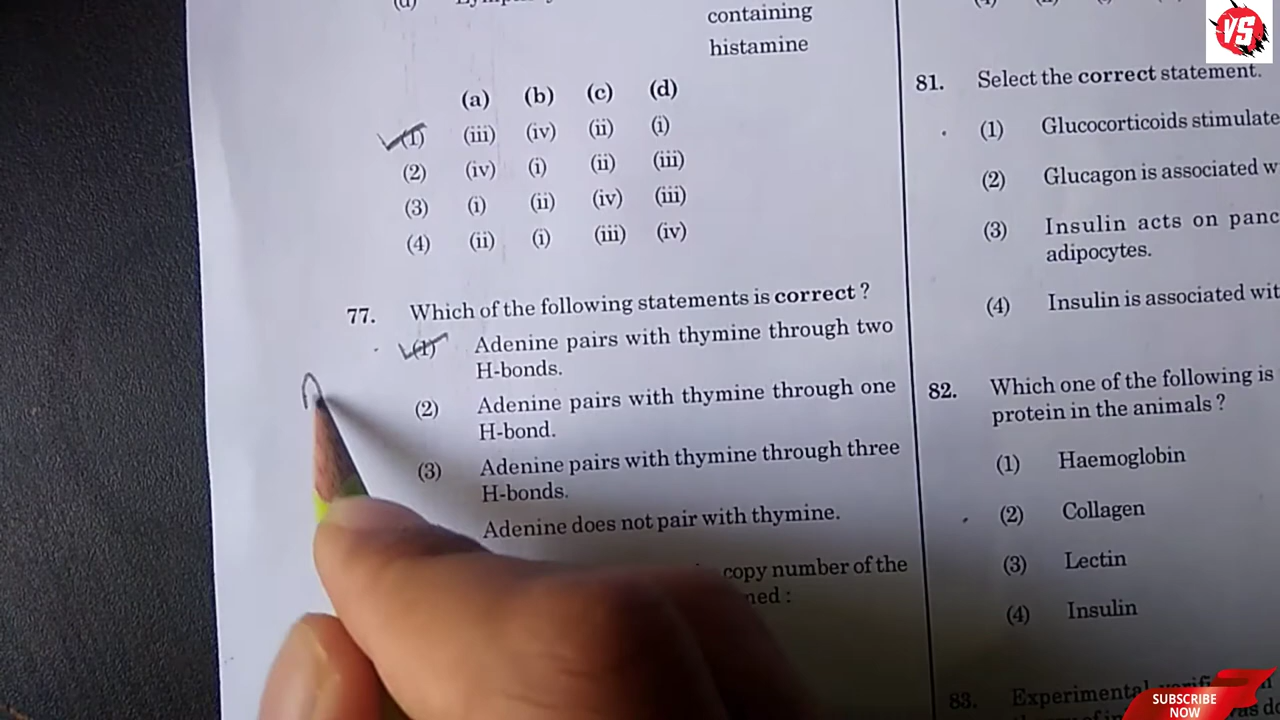 containing
histamine
(a) (b) (c) (d)
(1) (iii) (iv) (ii) (i)
(2) (iv) (i) (ii) (iii)
(3) (i) (ii) (iv) (iii)
(4) (ii) (i) (iii) (iv)
77. Which of the following statements is correct ?
(1) Adenine pairs with thymine through two
H-bonds.
(2) Adenine pairs with thymine through one
H-bond.
(3) Adenine pairs with thymine through three
H-bonds.
Adenine does not pair with thymine.
copy number of the
81. Select the correct statement.
(1) Glucocorticoids stimulate
(2) Glucagon is associated w
(3) Insulin acts on panc
adipocytes.
(4) Insulin is associated wit
82. Which one of the following is
protein in the animals ?
(1) Haemoglobin
(2) Collagen
(3) Lectin
(4) Insulin
83. Experimental
VS
SUBSCRIBE
NOW